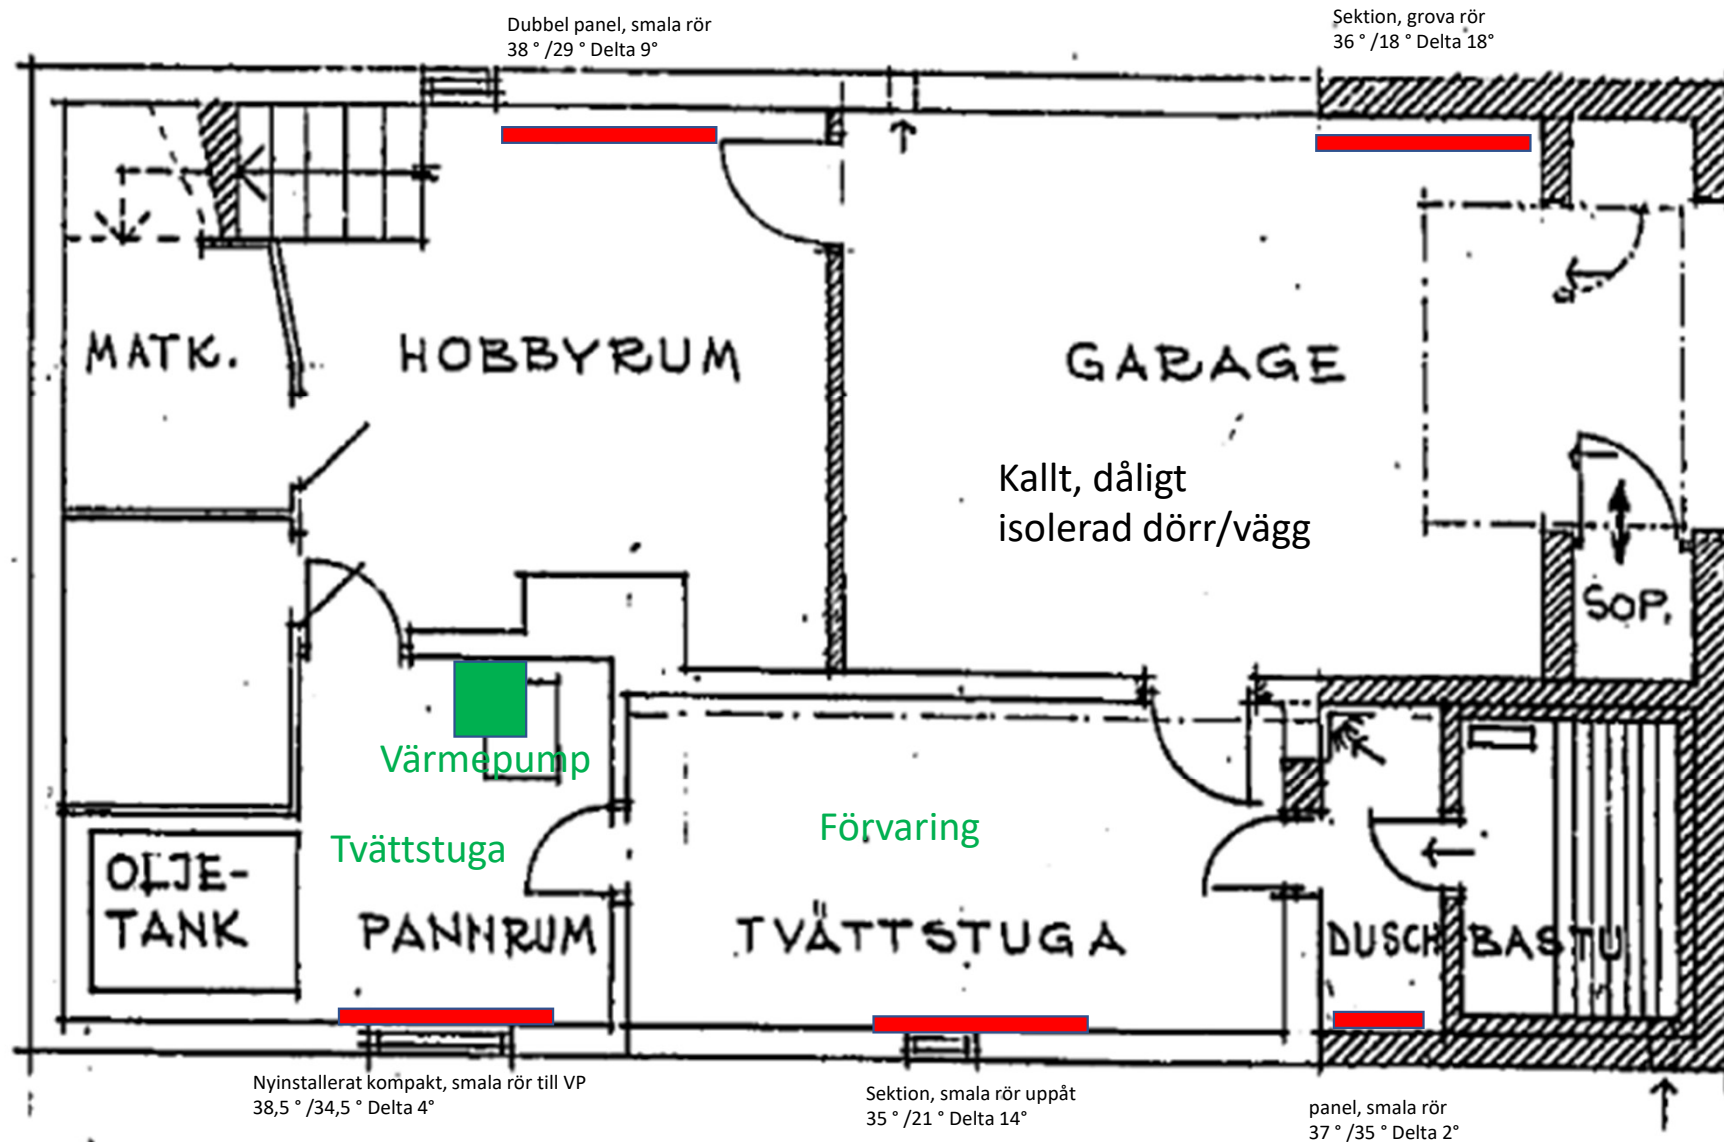 Dubbel panel, smala rör
38 ° /29 ° Delta 9°
Sektion, grova rör
36 ° /18 ° Delta 18°
MATK.
HOBBYRUM
GARAGE
Kallt, dåligt
isolerad dörr/vägg
SOP.
Värmepump
Tvättstuga
Förvaring
OLJE-
TANK
PANNRUM
TVÄTTSTUGA
DUSCH
BASTU
Nyinstallerat kompakt, smala rör till VP
38,5 ° /34,5 ° Delta 4°
Sektion, smala rör uppåt
35 ° /21 ° Delta 14°
panel, smala rör
37 ° /35 ° Delta 2°